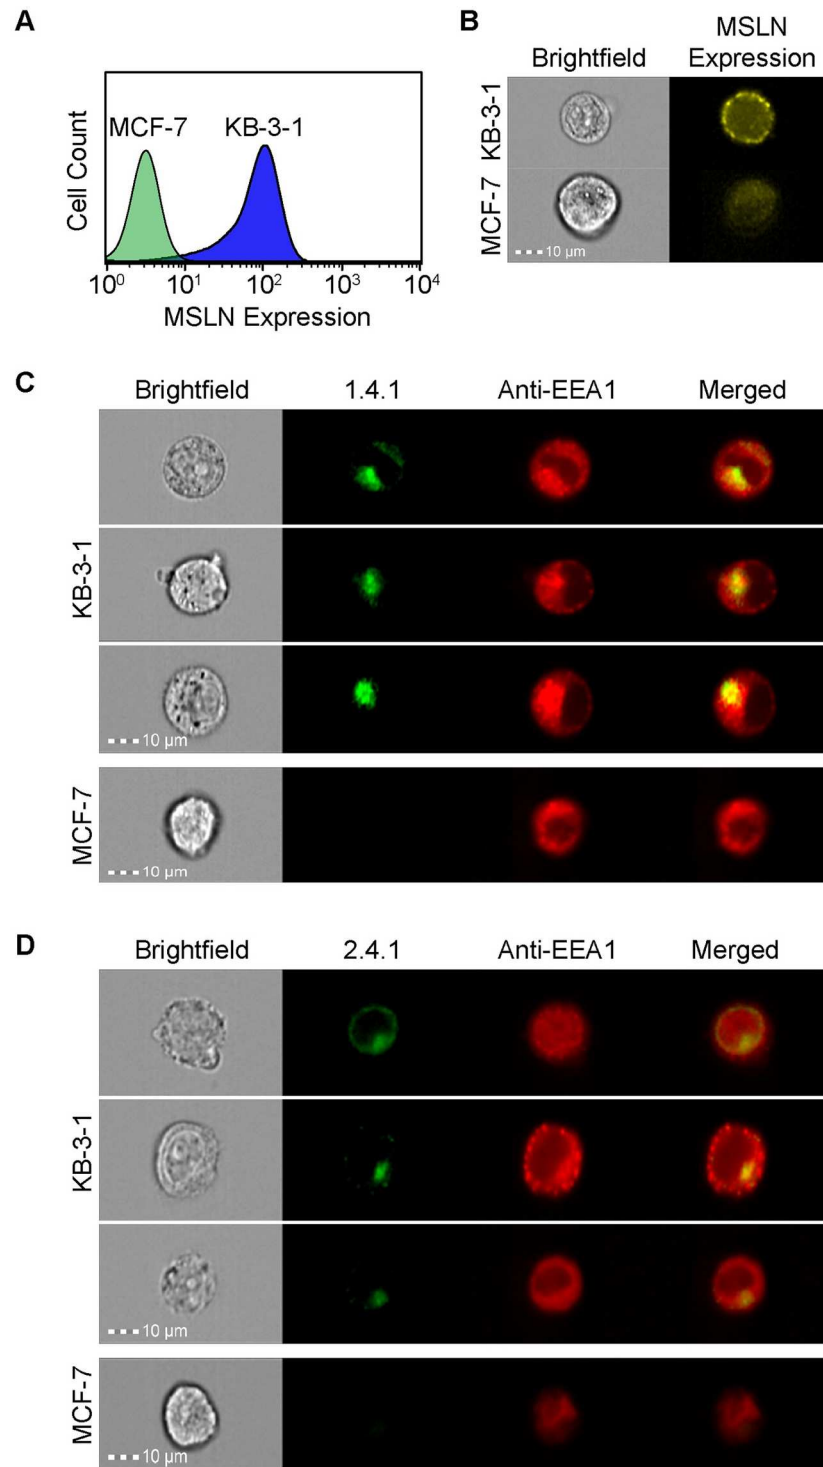 A
Cell Count
MCF-7
KB-3-1
10⁰ 10¹ 10² 10³ 10⁴
MSLN Expression
B
Brightfield
MSLN
Expression
KB-3-1
MCF-7
10 µm
C
Brightfield 1.4.1 Anti-EEA1 Merged
KB-3-1
10 µm
MCF-7
10 µm
D
Brightfield 2.4.1 Anti-EEA1 Merged
KB-3-1
10 µm
MCF-7
10 µm